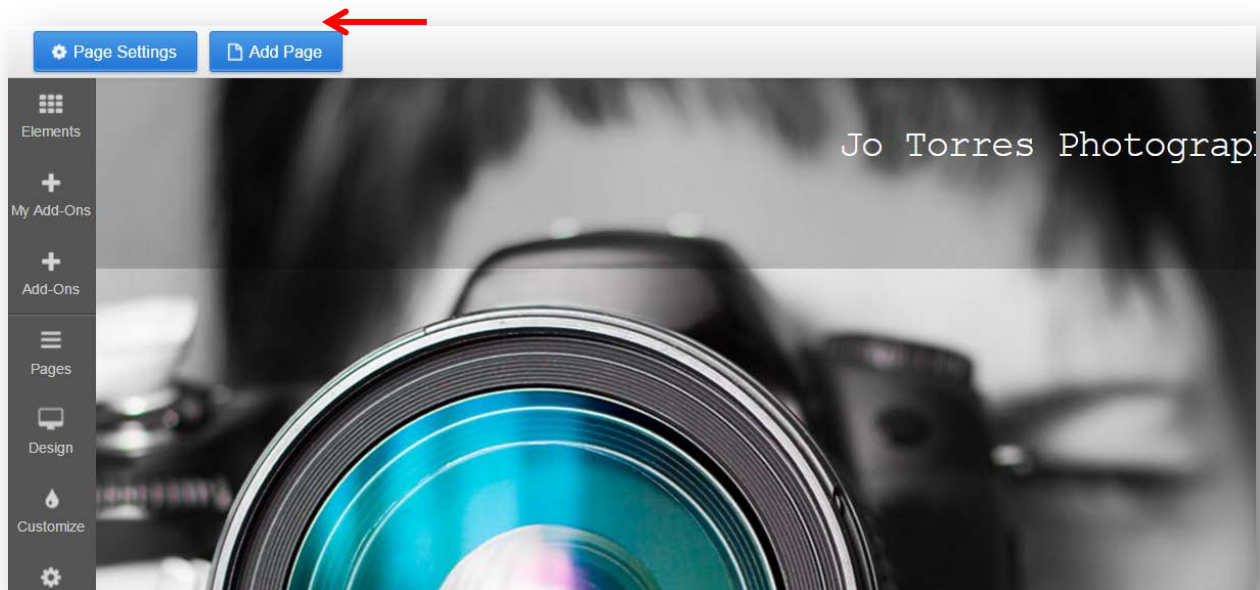 Page Settings
Add Page
Elements
My Add-Ons
Add-Ons
Pages
Design
Customize
Jo Torres Photograp